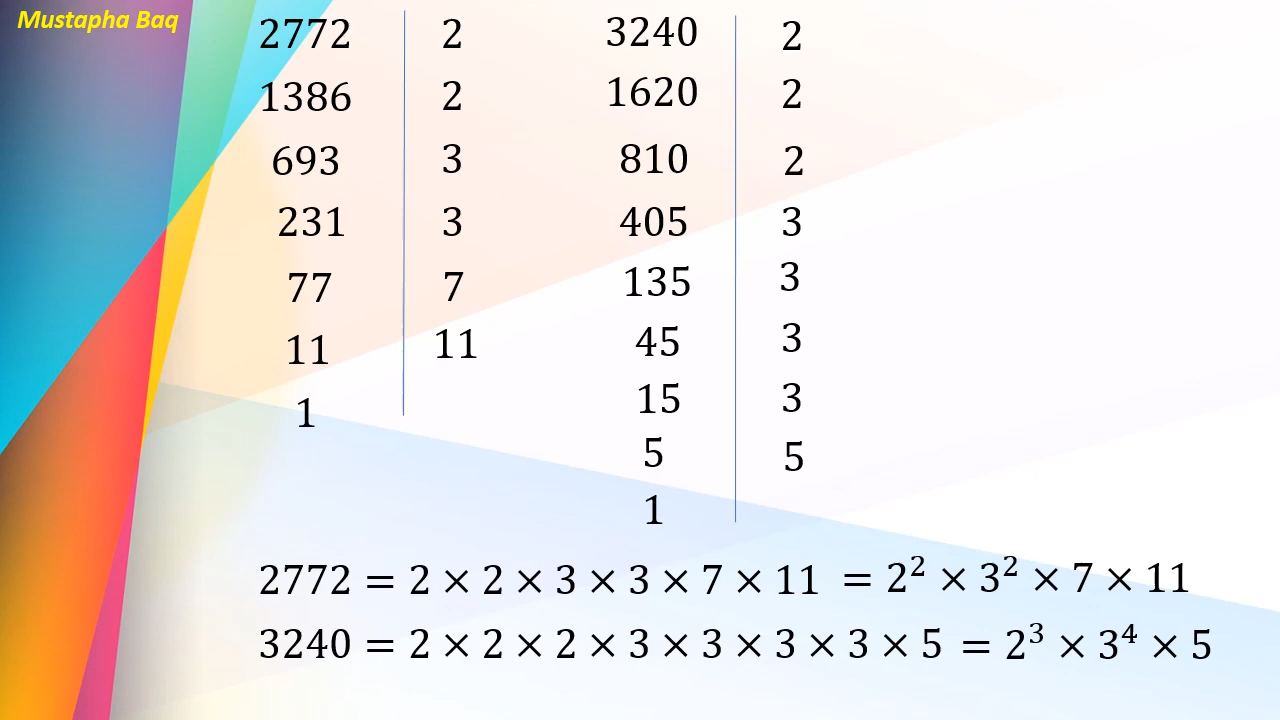 Mustapha Baq
2772 2 3240 2
1386 2 1620 2
693 3 810 2
231 3 405 3
77 7 135 3
11 11 45 3
1 15 3
5 5
1
2772 = 2 × 2 × 3 × 3 × 7 × 11 = 2² × 3² × 7 × 11
3240 = 2 × 2 × 2 × 3 × 3 × 3 × 3 × 5 = 2³ × 3⁴ × 5